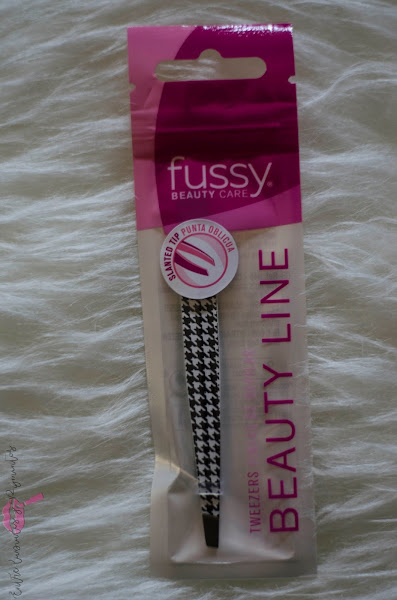 fussy®
BEAUTY CARE
SLANTED TIP PUNTA OBLICUA
TWEEZERS
BEAUTY LINE